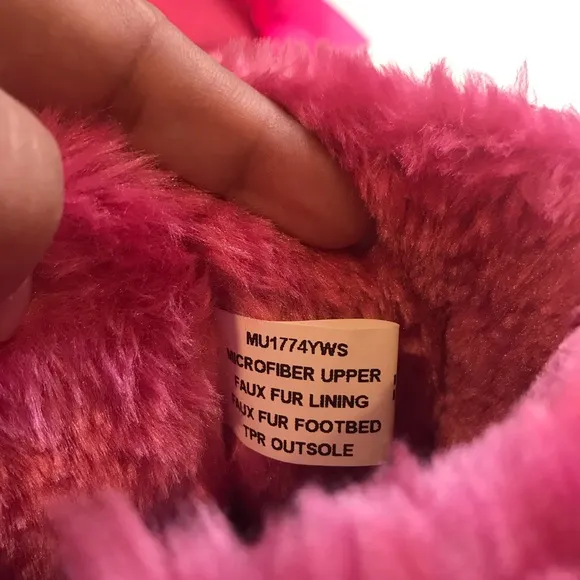 MU1774YWS
MICROFIBER UPPER
FAUX FUR LINING
FAUX FUR FOOTBED
TPR OUTSOLE